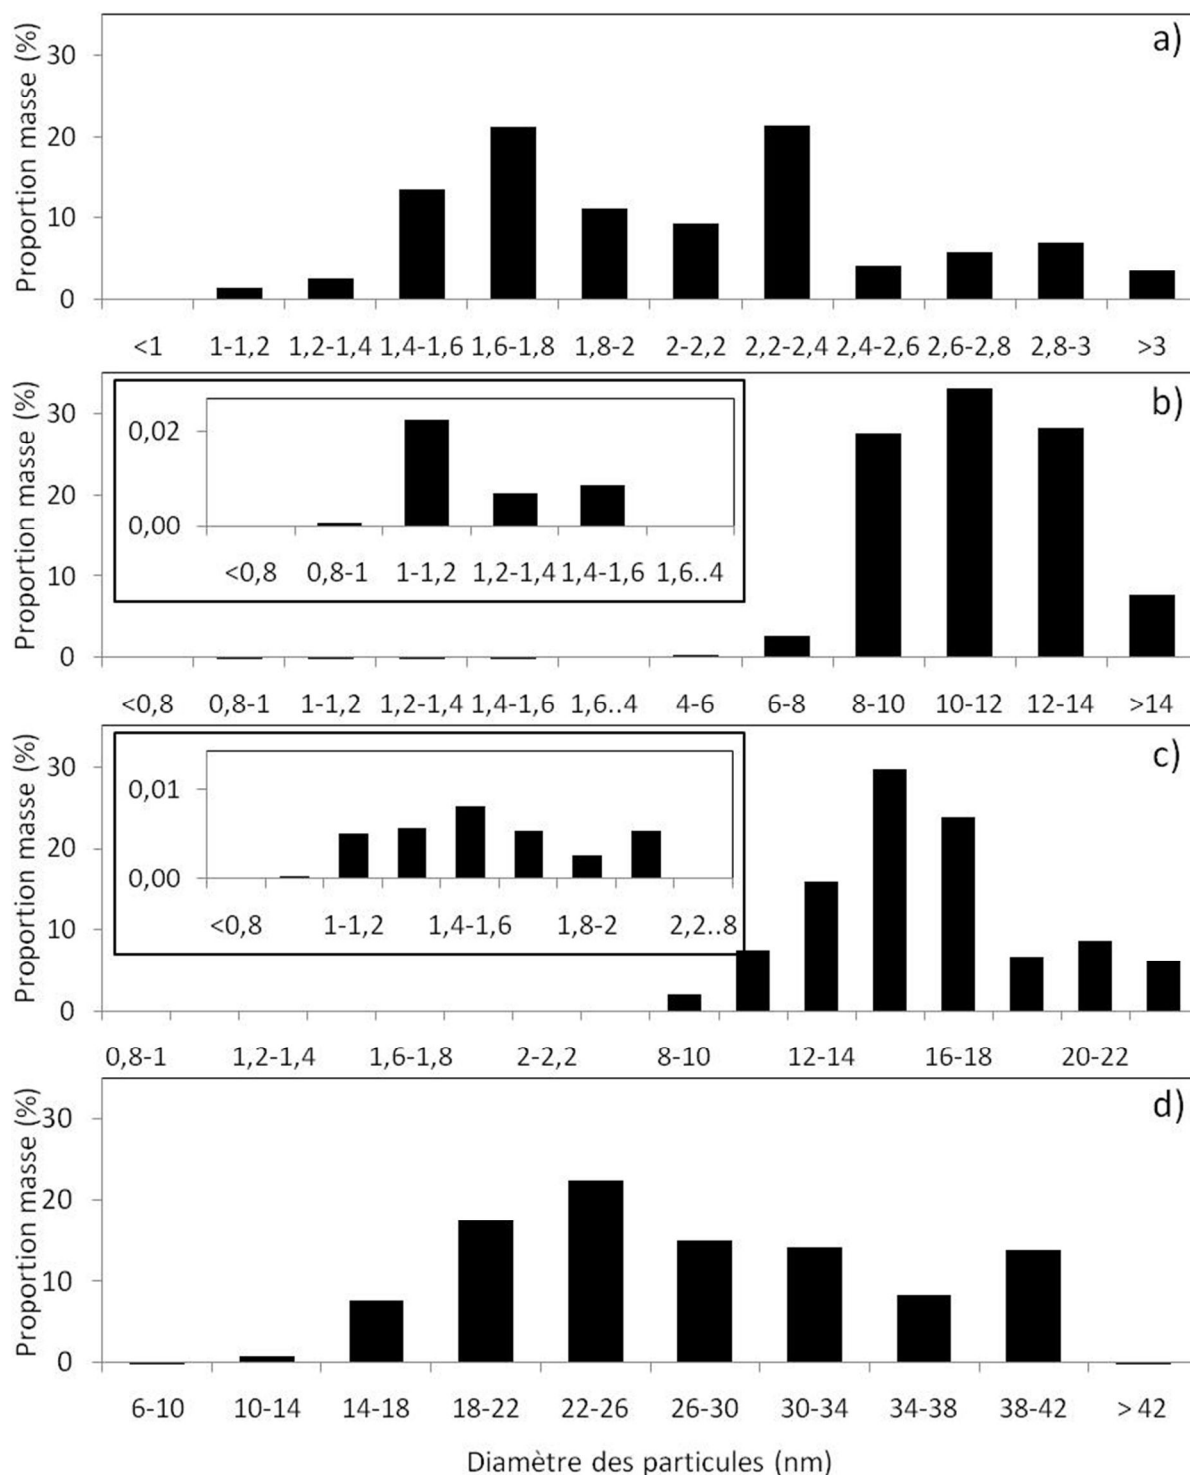 Proportion masse (%)
a)
30
20
10
0
<1 1-1,2 1,2-1,4 1,4-1,6 1,6-1,8 1,8-2 2-2,2 2,2-2,4 2,4-2,6 2,6-2,8 2,8-3 >3
Proportion masse (%)
b)
30
20
10
0
0,02
0,00
<0,8 0,8-1 1-1,2 1,2-1,4 1,4-1,6 1,6..4
<0,8 0,8-1 1-1,2 1,2-1,4 1,4-1,6 1,6..4 4-6 6-8 8-10 10-12 12-14 >14
Proportion masse (%)
c)
30
20
10
0
0,01
0,00
<0,8 1-1,2 1,4-1,6 1,8-2 2,2..8
0,8-1 1,2-1,4 1,6-1,8 2-2,2 8-10 12-14 16-18 20-22
Proportion masse (%)
d)
30
20
10
0
6-10 10-14 14-18 18-22 22-26 26-30 30-34 34-38 38-42 > 42
Diamètre des particules (nm)